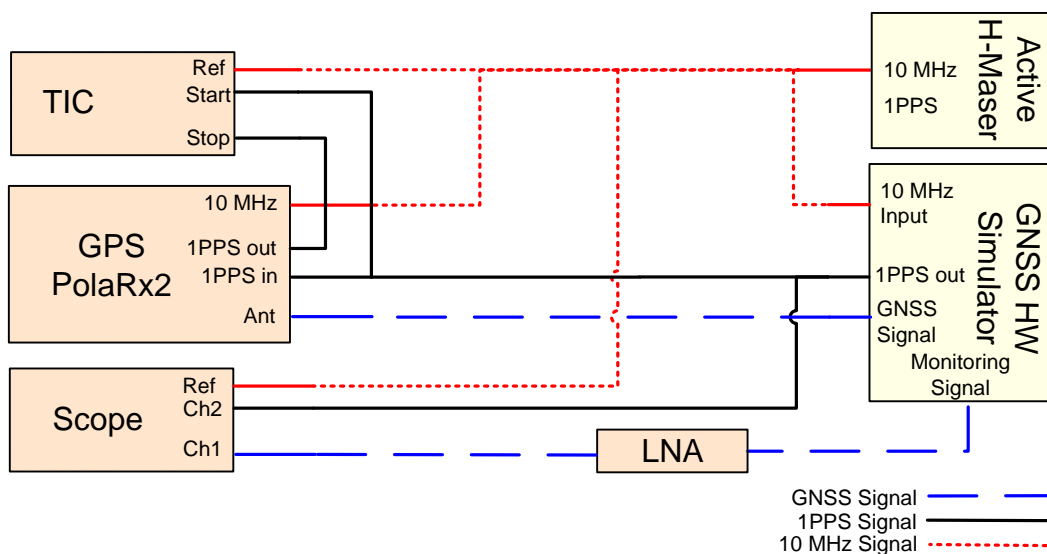 TIC
Ref
Start
Stop
GPS
PolaRx2
10 MHz
1PPS out
1PPS in
Ant
Scope
Ref
Ch2
Ch1
LNA
Active
H-Maser
10 MHz
1PPS
GNSS HW
Simulator
10 MHz
Input
1PPS out
GNSS
Signal
Monitoring
Signal
GNSS Signal
1PPS Signal
10 MHz Signal